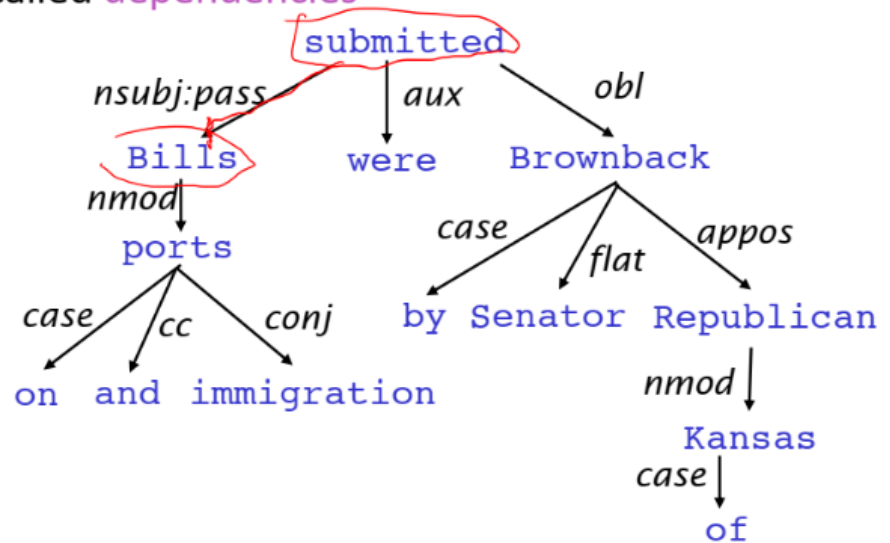 dependencies
submitted
nsubj:pass aux obl
Bills were Brownback
nmod
ports
case flat appos
case cc conj
by Senator Republican
on and immigration
nmod
Kansas
case
of